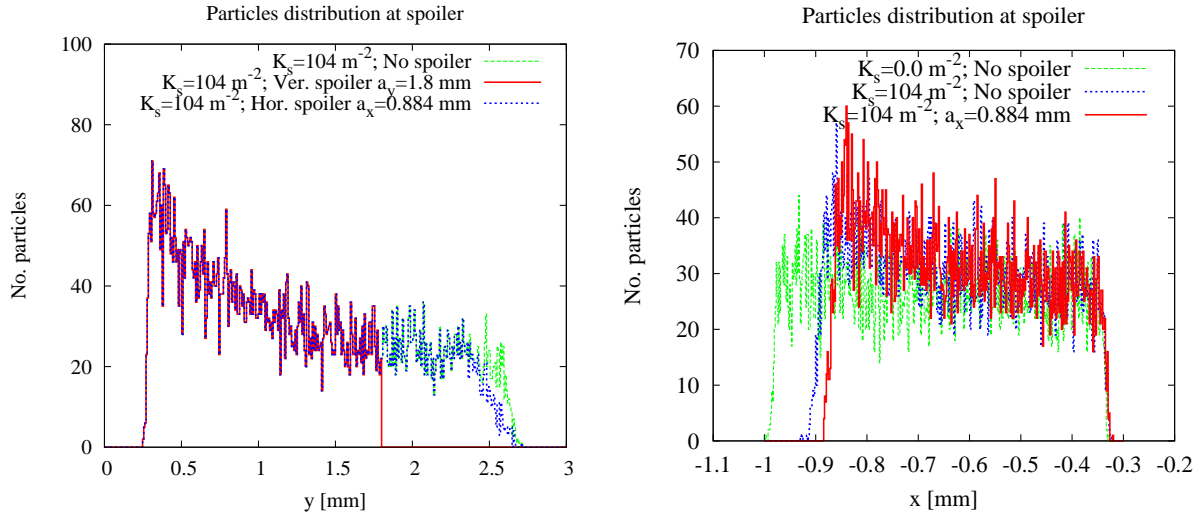 Particles distribution at spoiler
100
80
60
40
20
0
0 0.5 1 1.5 2 2.5 3
No. particles
y [mm]
K_s=104 m^-2; No spoiler
K_s=104 m^-2; Ver. spoiler a_y=1.8 mm
K_s=104 m^-2; Hor. spoiler a_x=0.884 mm
Particles distribution at spoiler
70
60
50
40
30
20
10
0
-1.1 -1 -0.9 -0.8 -0.7 -0.6 -0.5 -0.4 -0.3 -0.2
No. particles
x [mm]
K_s=0.0 m^-2; No spoiler
K_s=104 m^-2; No spoiler
K_s=104 m^-2; a_x=0.884 mm